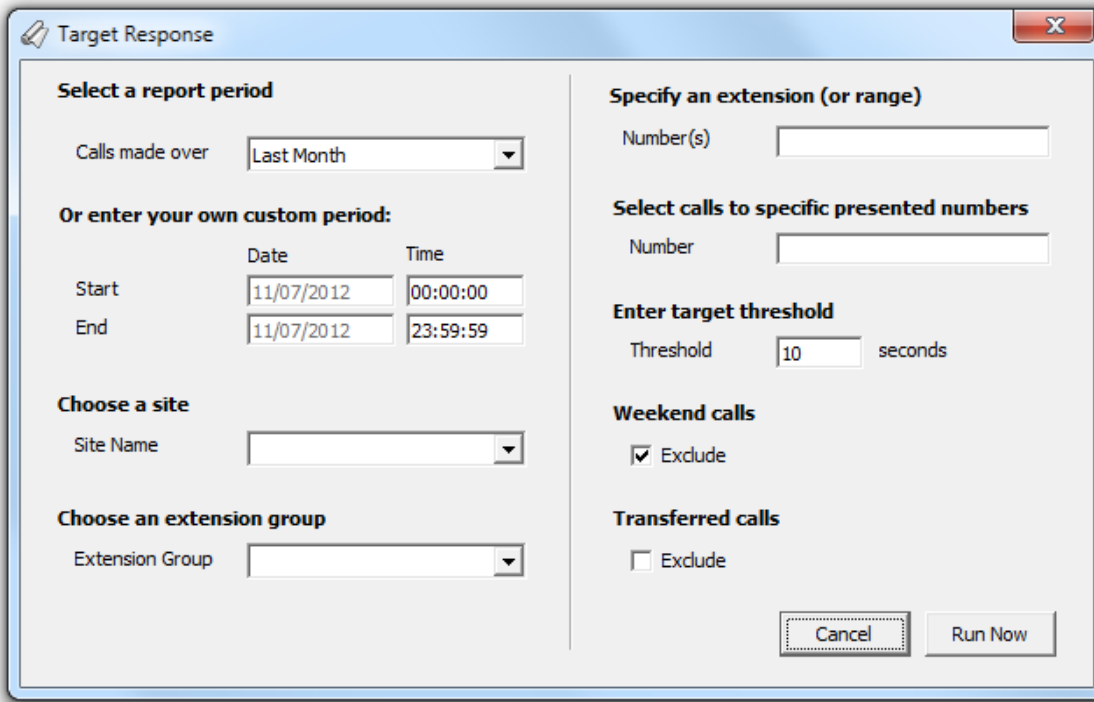 Target Response
Select a report period
Calls made over Last Month
Or enter your own custom period:
Date Time
Start 11/07/2012 00:00:00
End 11/07/2012 23:59:59
Choose a site
Site Name
Choose an extension group
Extension Group
Specify an extension (or range)
Number(s)
Select calls to specific presented numbers
Number
Enter target threshold
Threshold 10 seconds
Weekend calls
Exclude
Transferred calls
Exclude
Cancel Run Now